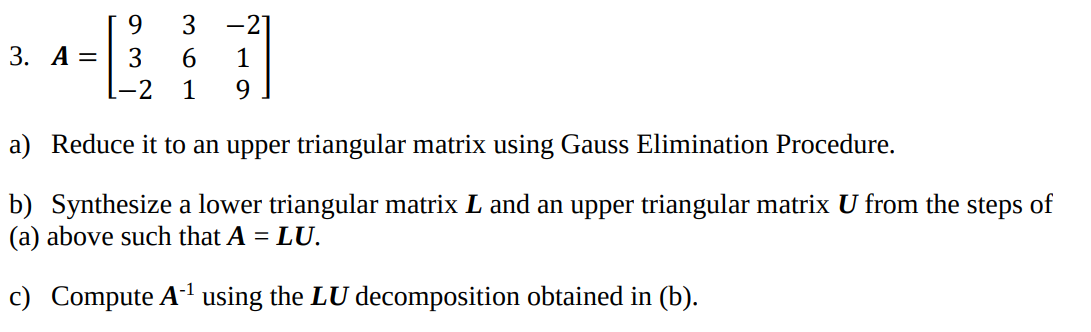 3. A = [ 9 3 −2
3 6 1
−2 1 9 ]
a) Reduce it to an upper triangular matrix using Gauss Elimination Procedure.
b) Synthesize a lower triangular matrix L and an upper triangular matrix U from the steps of
(a) above such that A = LU.
c) Compute A⁻¹ using the LU decomposition obtained in (b).